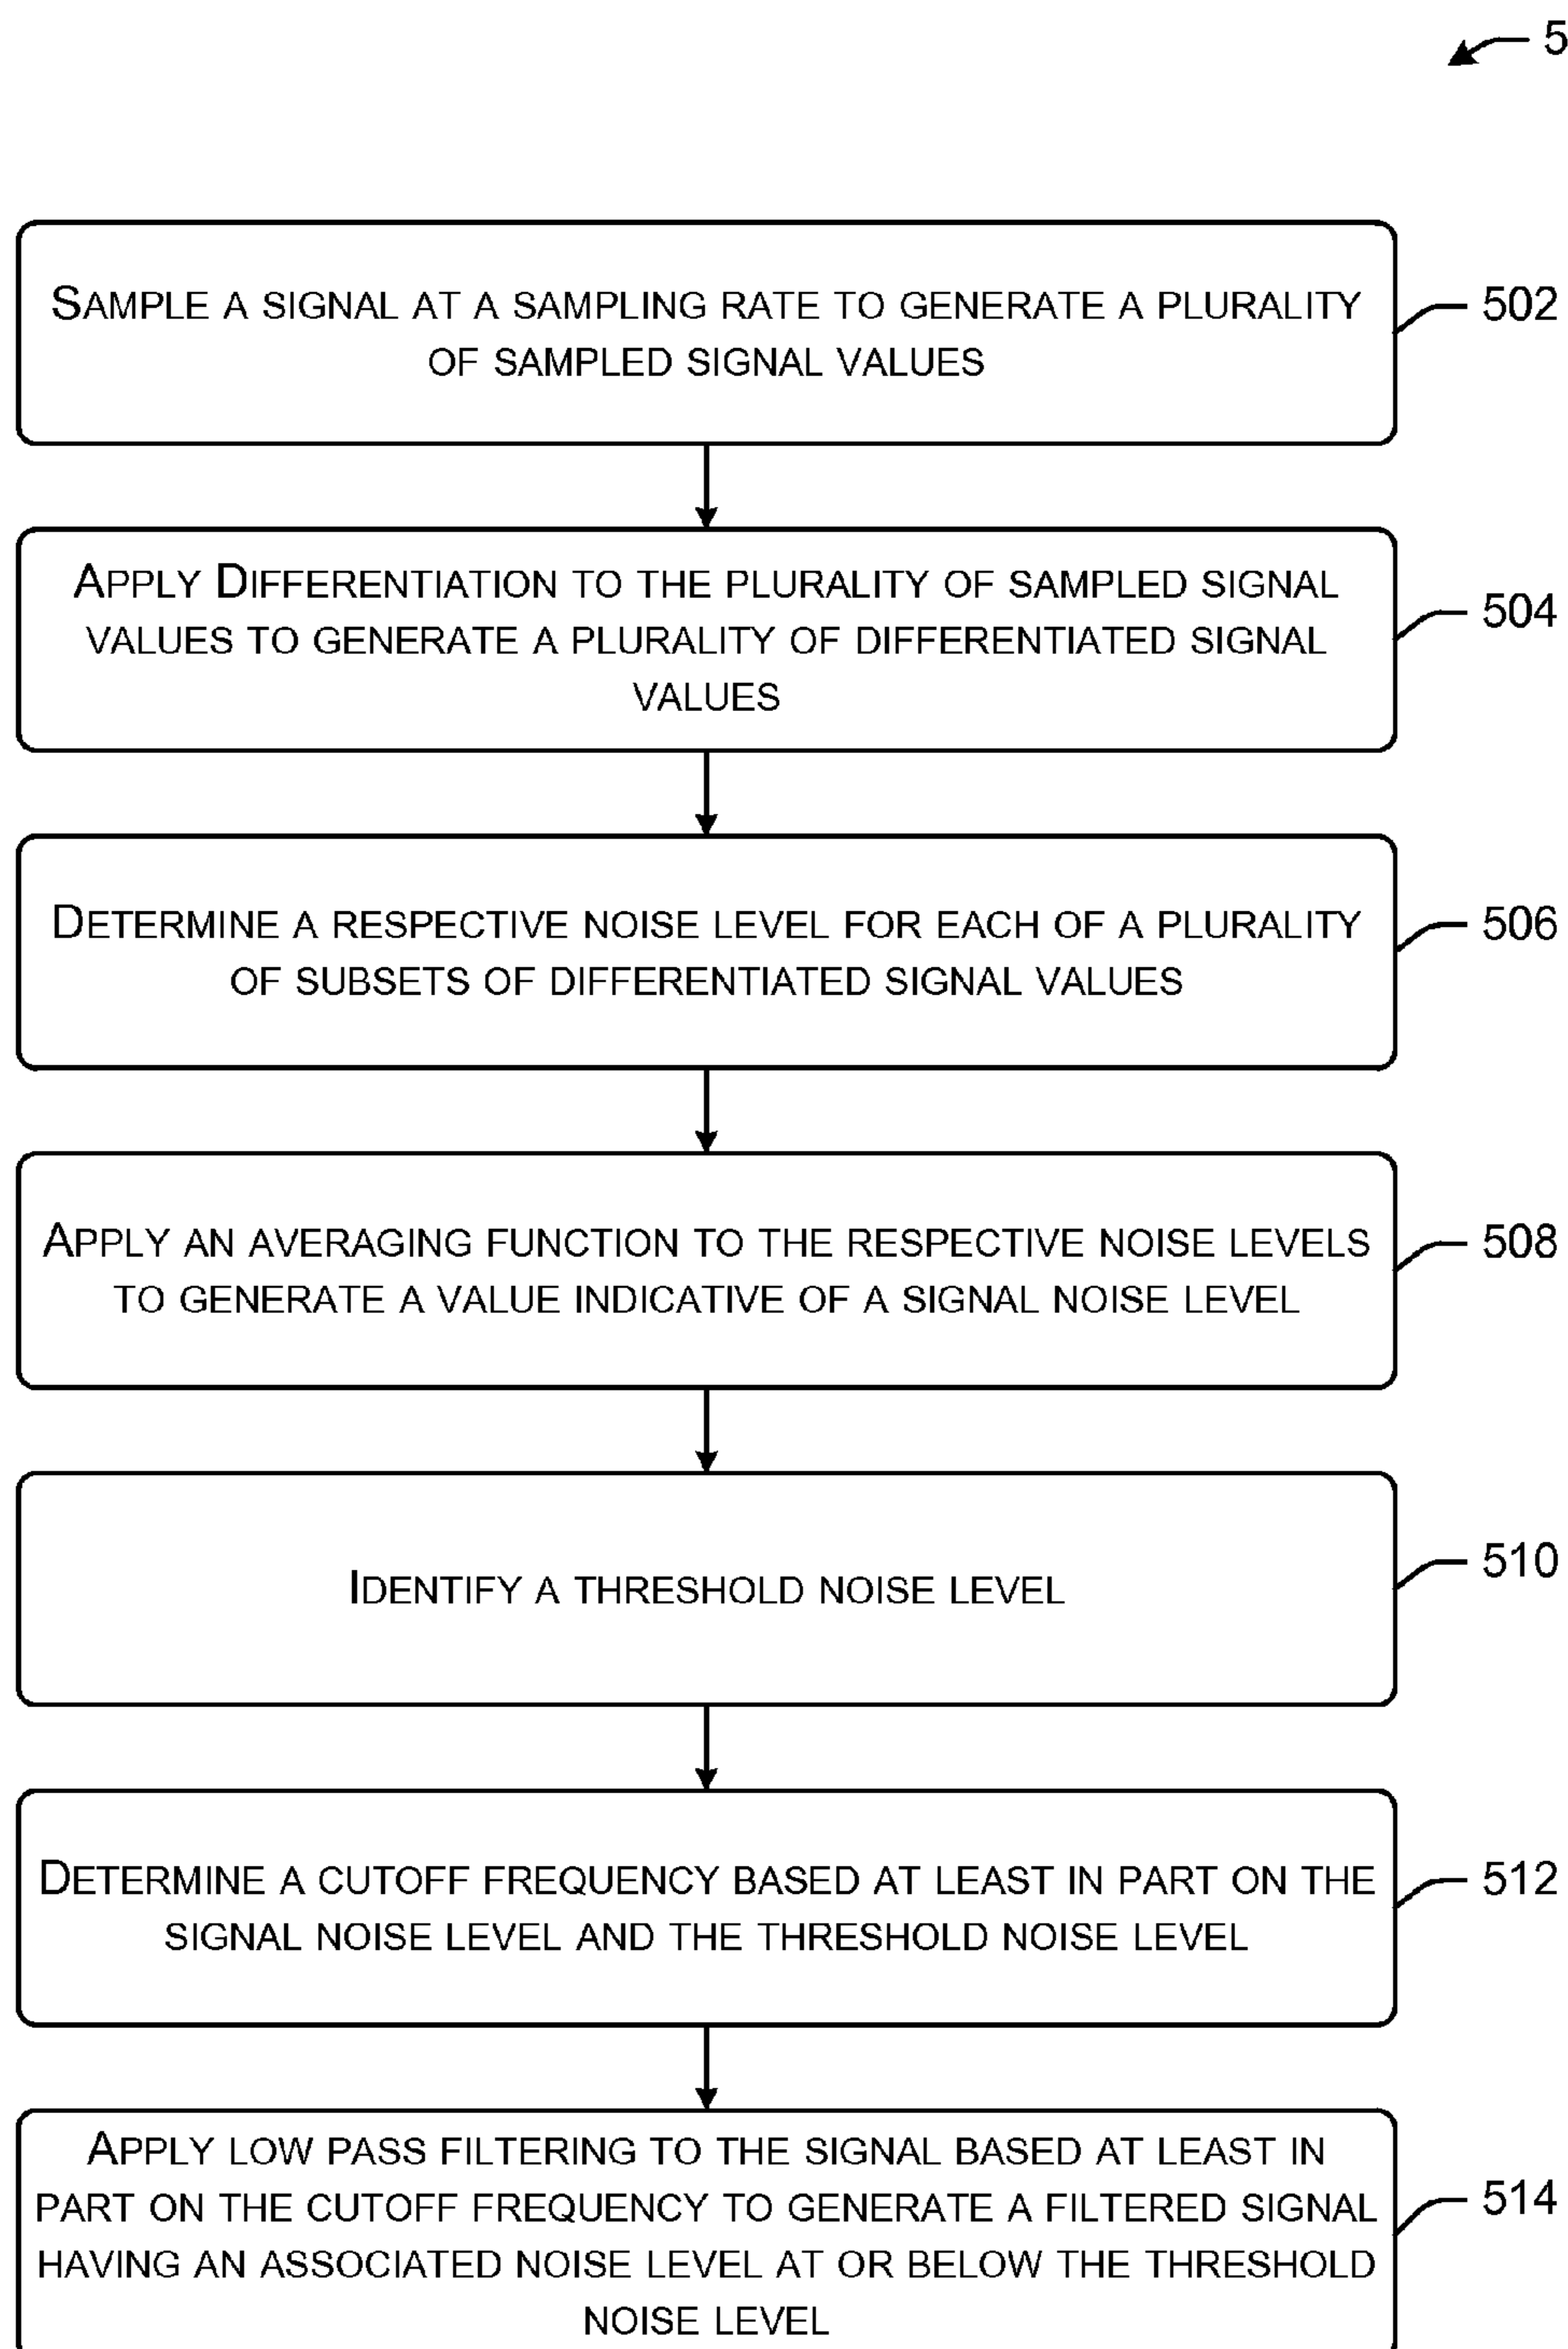 5
SAMPLE A SIGNAL AT A SAMPLING RATE TO GENERATE A PLURALITY
OF SAMPLED SIGNAL VALUES
502
APPLY DIFFERENTIATION TO THE PLURALITY OF SAMPLED SIGNAL
VALUES TO GENERATE A PLURALITY OF DIFFERENTIATED SIGNAL
VALUES
504
DETERMINE A RESPECTIVE NOISE LEVEL FOR EACH OF A PLURALITY
OF SUBSETS OF DIFFERENTIATED SIGNAL VALUES
506
APPLY AN AVERAGING FUNCTION TO THE RESPECTIVE NOISE LEVELS
TO GENERATE A VALUE INDICATIVE OF A SIGNAL NOISE LEVEL
508
IDENTIFY A THRESHOLD NOISE LEVEL
510
DETERMINE A CUTOFF FREQUENCY BASED AT LEAST IN PART ON THE
SIGNAL NOISE LEVEL AND THE THRESHOLD NOISE LEVEL
512
APPLY LOW PASS FILTERING TO THE SIGNAL BASED AT LEAST IN
PART ON THE CUTOFF FREQUENCY TO GENERATE A FILTERED SIGNAL
HAVING AN ASSOCIATED NOISE LEVEL AT OR BELOW THE THRESHOLD
NOISE LEVEL
514